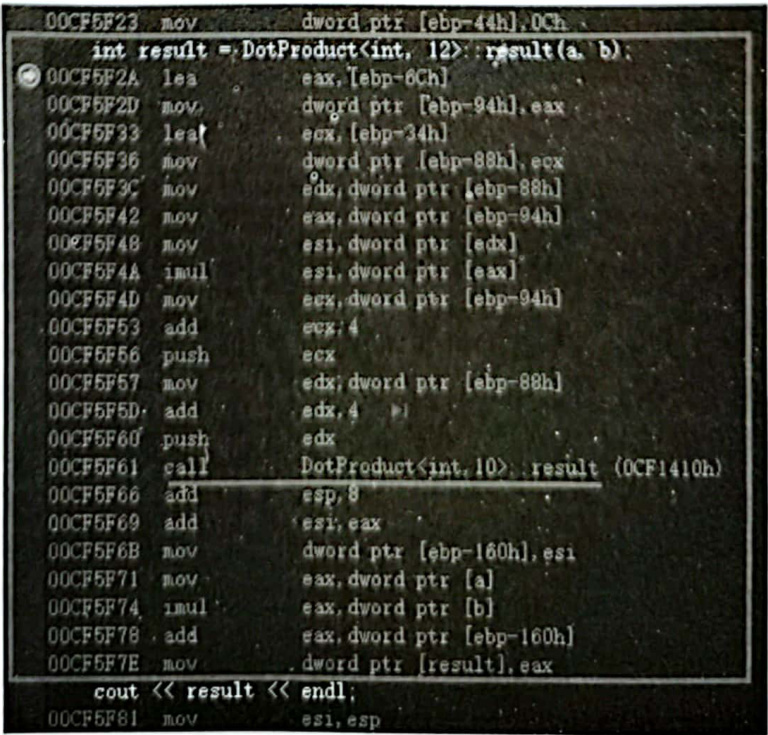 00CF5F23 mov dword ptr [ebp-44h],0Ch
int result = DotProduct<int, 12>::result(a, b);
00CF5F2A lea eax,[ebp-6Ch]
00CF5F2D mov dword ptr [ebp-94h],eax
00CF5F33 lea ecx,[ebp-34h]
00CF5F36 mov dword ptr [ebp-88h],ecx
00CF5F3C mov edx,dword ptr [ebp-88h]
00CF5F42 mov eax,dword ptr [ebp-94h]
00CF5F48 mov esi,dword ptr [edx]
00CF5F4A imul esi,dword ptr [eax]
00CF5F4D mov ecx,dword ptr [ebp-94h]
00CF5F53 add ecx,4
00CF5F56 push ecx
00CF5F57 mov edx,dword ptr [ebp-88h]
00CF5F5D add edx,4
00CF5F60 push edx
00CF5F61 call DotProduct<int,10>::result (0CF1410h)
00CF5F66 add esp,8
00CF5F69 add esi,eax
00CF5F6B mov dword ptr [ebp-160h],esi
00CF5F71 mov eax,dword ptr [a]
00CF5F74 imul eax,dword ptr [b]
00CF5F78 add eax,dword ptr [ebp-160h]
00CF5F7E mov dword ptr [result],eax
cout << result << endl;
00CF5F81 mov esi,esp